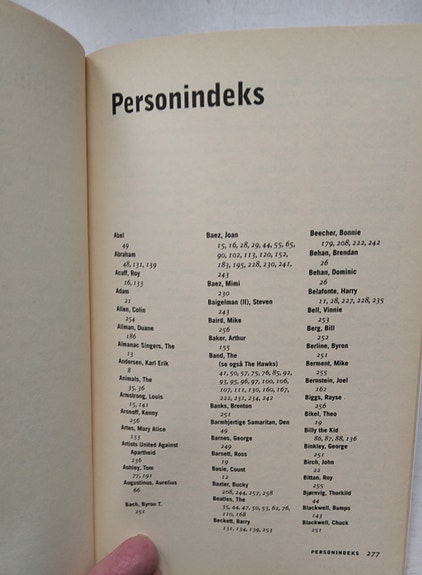 Personindeks
Abel
49
Abraham
48, 131, 139
Acuff, Roy
16, 133
Adam
21
Allen, Colin
254
Allman, Duane
186
Almanac Singers, The
13
Andersen, Karl Erik
8
Animals, The
35, 36
Armstrong, Louis
15, 141
Aronoff, Kenny
256
Artes, Mary Alice
133
Artists United Against
Apartheid
236
Ashley, Tom
77, 191
Augustinus, Aurelius
66
Bach, Byron T.
251
Baez, Joan
15, 16, 28, 29, 44, 55, 65,
90, 102, 113, 120, 152,
183, 195, 228, 230, 241,
243
Baez, Mimi
230
Baigelman (II), Steven
243
Baird, Mike
256
Baker, Arthur
155
Band, The
(se også The Hawks)
41, 50, 57, 75, 76, 85, 92,
93, 95, 96, 97, 100, 106,
107, 111, 130, 160, 167,
222, 231, 234, 242
Banks, Brenton
251
Barmhjertige Samaritan, Den
49
Barnes, George
249
Barnett, Ross
19
Basie, Count
12
Baxter, Bucky
208, 244, 257, 258
Beatles, The
35, 44, 47, 50, 53, 62, 76,
110, 168
Beckett, Barry
131, 134, 139, 253
Beecher, Bonnie
179, 208, 222, 242
Behan, Brendan
26
Behan, Dominic
26
Belafonte, Harry
11, 28, 227, 228, 235
Bell, Vinnie
253
Berg, Bill
252
Berline, Byron
251
Berment, Mike
255
Bernstein, Joel
162
Biggs, Rayse
256
Bikel, Theo
19
Billy the Kid
86, 87, 88, 136
Binkley, George
251
Birch, John
22
Bittan, Roy
255
Bjørnvig, Thorkild
44
Blackwell, Bumps
143
Blackwell, Chuck
251
PERSONINDEKS 277